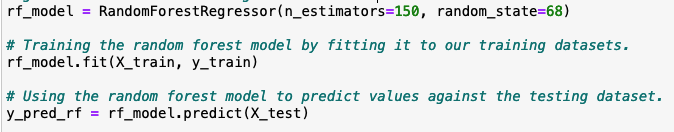 rf_model = RandomForestRegressor(n_estimators=150, random_state=68)
# Training the random forest model by fitting it to our training datasets.
rf_model.fit(X_train, y_train)
# Using the random forest model to predict values against the testing dataset.
y_pred_rf = rf_model.predict(X_test)